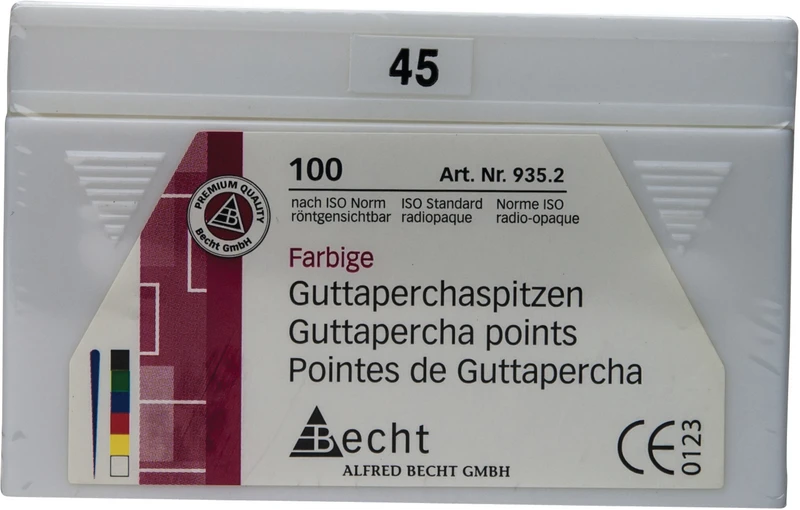 45
100 Art. Nr. 935.2
nach ISO Norm ISO Standard Norme ISO
röntgensichtbar radiopaque radio-opaque
PREMIUM QUALITY
B
Becht GmbH
Farbige
Guttaperchaspitzen
Guttapercha points
Pointes de Guttapercha
Becht
ALFRED BECHT GMBH
CE 0123